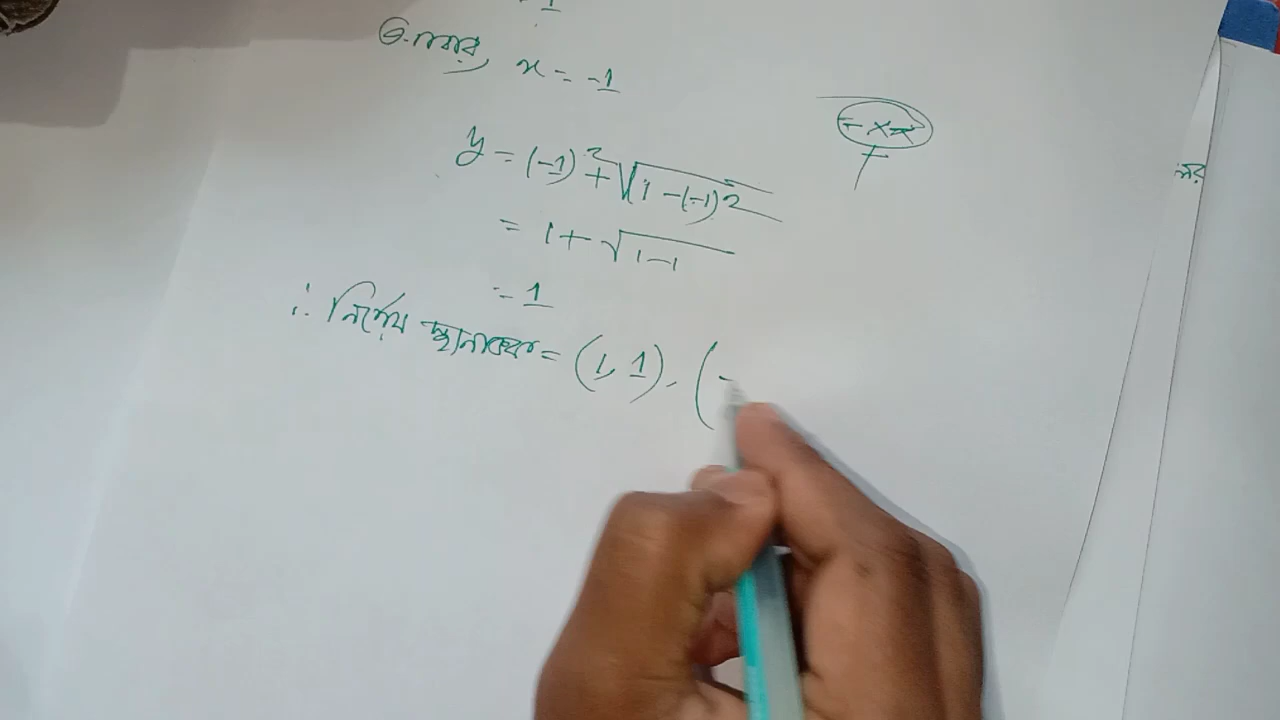 আবার, x = -1
y = (-1)² + √(1 - (-1)²)
= 1 + √(1-1)
= 1
∴ নির্ণেয় স্থানাঙ্ক = (1, 1), (-